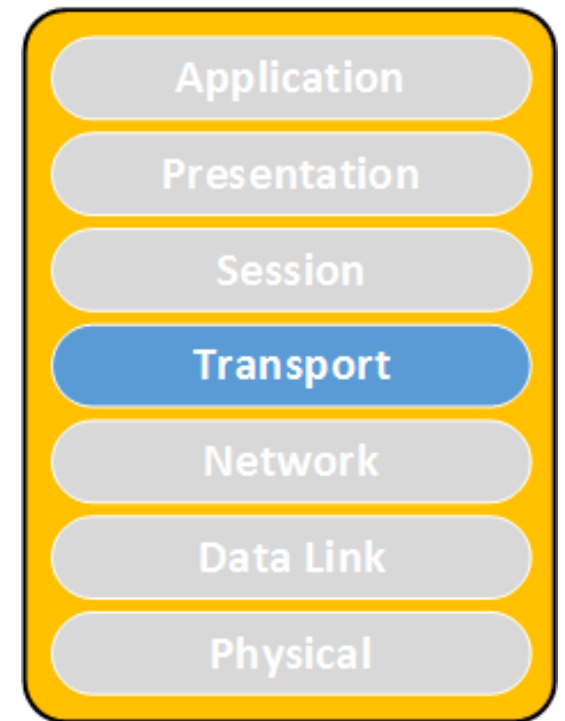 Application
Presentation
Session
Transport
Network
Data Link
Physical